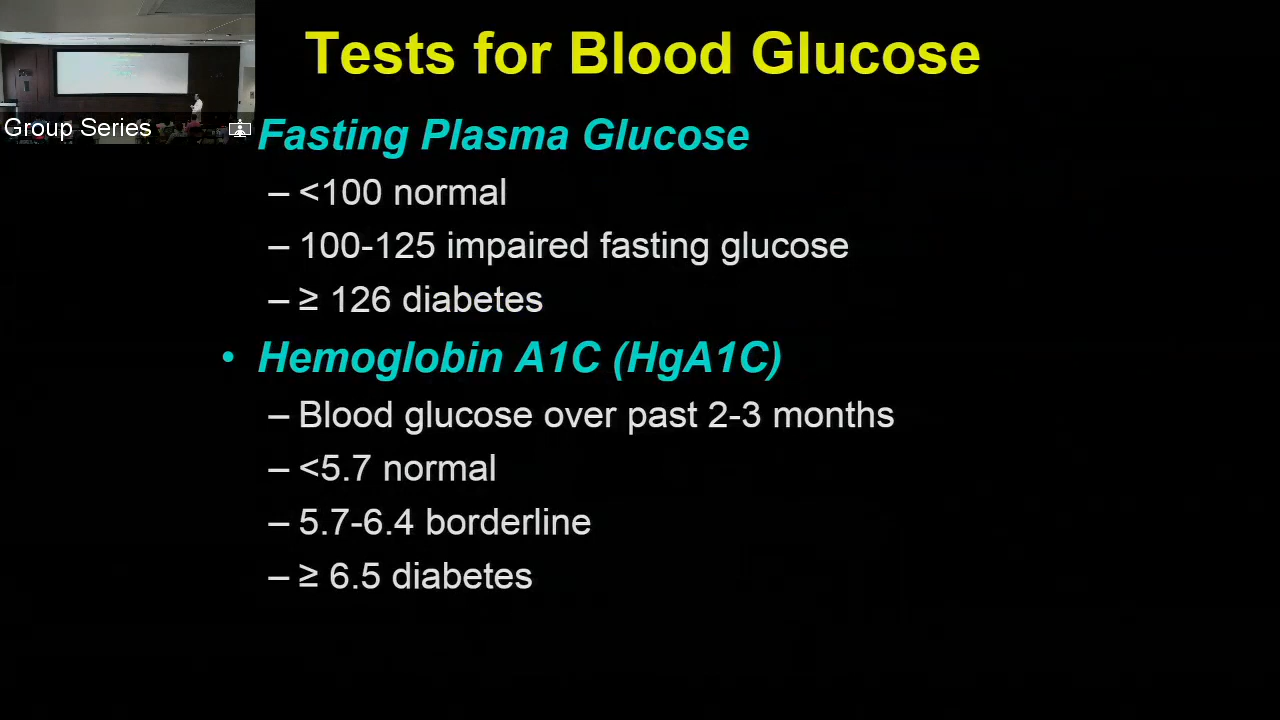 Tests for Blood Glucose
Group Series
Fasting Plasma Glucose
– <100 normal
– 100-125 impaired fasting glucose
– ≥ 126 diabetes
• Hemoglobin A1C (HgA1C)
– Blood glucose over past 2-3 months
– <5.7 normal
– 5.7-6.4 borderline
– ≥ 6.5 diabetes